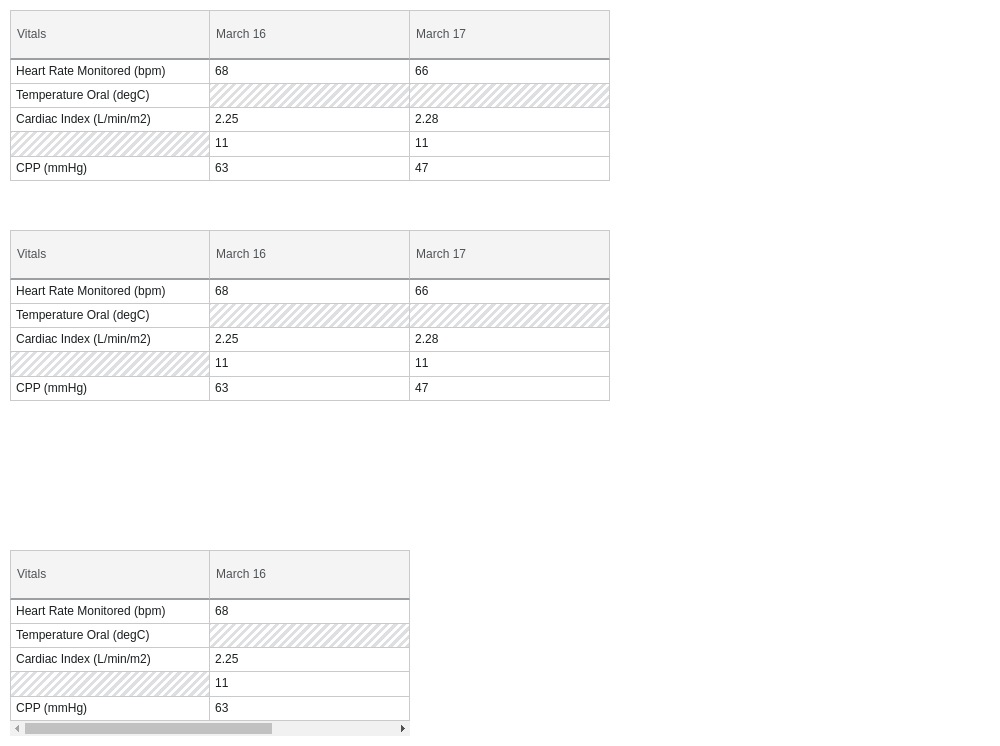 Vitals March 16 March 17
Heart Rate Monitored (bpm) 68 66
Temperature Oral (degC)
Cardiac Index (L/min/m2) 2.25 2.28
11 11
CPP (mmHg) 63 47
Vitals March 16 March 17
Heart Rate Monitored (bpm) 68 66
Temperature Oral (degC)
Cardiac Index (L/min/m2) 2.25 2.28
11 11
CPP (mmHg) 63 47
Vitals March 16
Heart Rate Monitored (bpm) 68
Temperature Oral (degC)
Cardiac Index (L/min/m2) 2.25
11
CPP (mmHg) 63